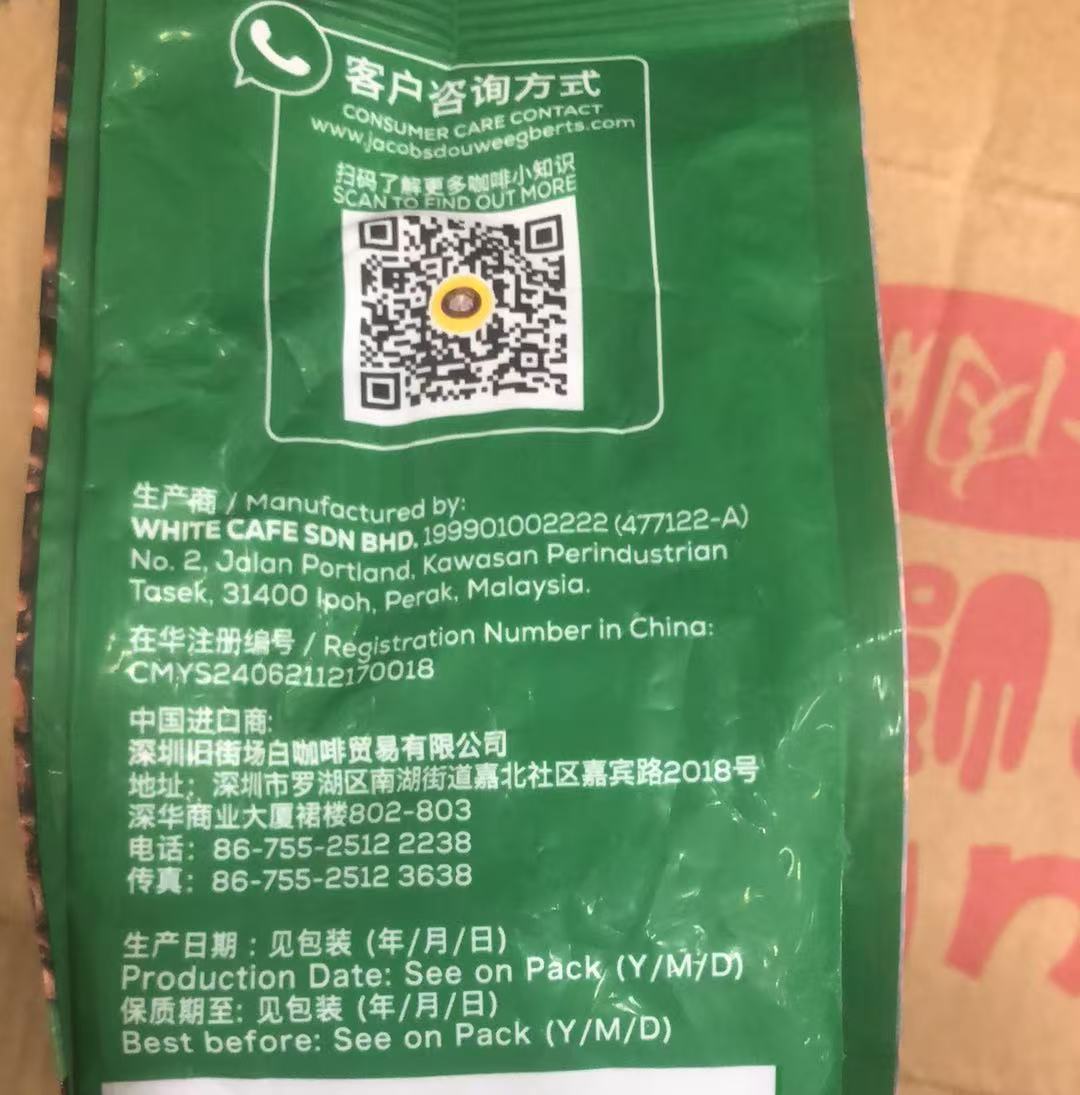 客户咨询方式
CONSUMER CARE CONTACT
www.jacobsdouweegberts.com
扫码了解更多咖啡小知识
SCAN TO FIND OUT MORE
生产商 / Manufactured by:
WHITE CAFE SDN BHD. 199901002222 (477122-A)
No. 2, Jalan Portland, Kawasan Perindustrian
Tasek, 31400 Ipoh, Perak, Malaysia.
在华注册编号 / Registration Number in China:
CMYS24062112170018
中国进口商:
深圳旧街场白咖啡贸易有限公司
地址: 深圳市罗湖区南湖街道嘉北社区嘉宾路2018号
深华商业大厦裙楼802-803
电话: 86-755-2512 2238
传真: 86-755-2512 3638
生产日期 : 见包装 (年/月/日)
Production Date: See on Pack (Y/M/D)
保质期至: 见包装 (年/月/日)
Best before: See on Pack (Y/M/D)